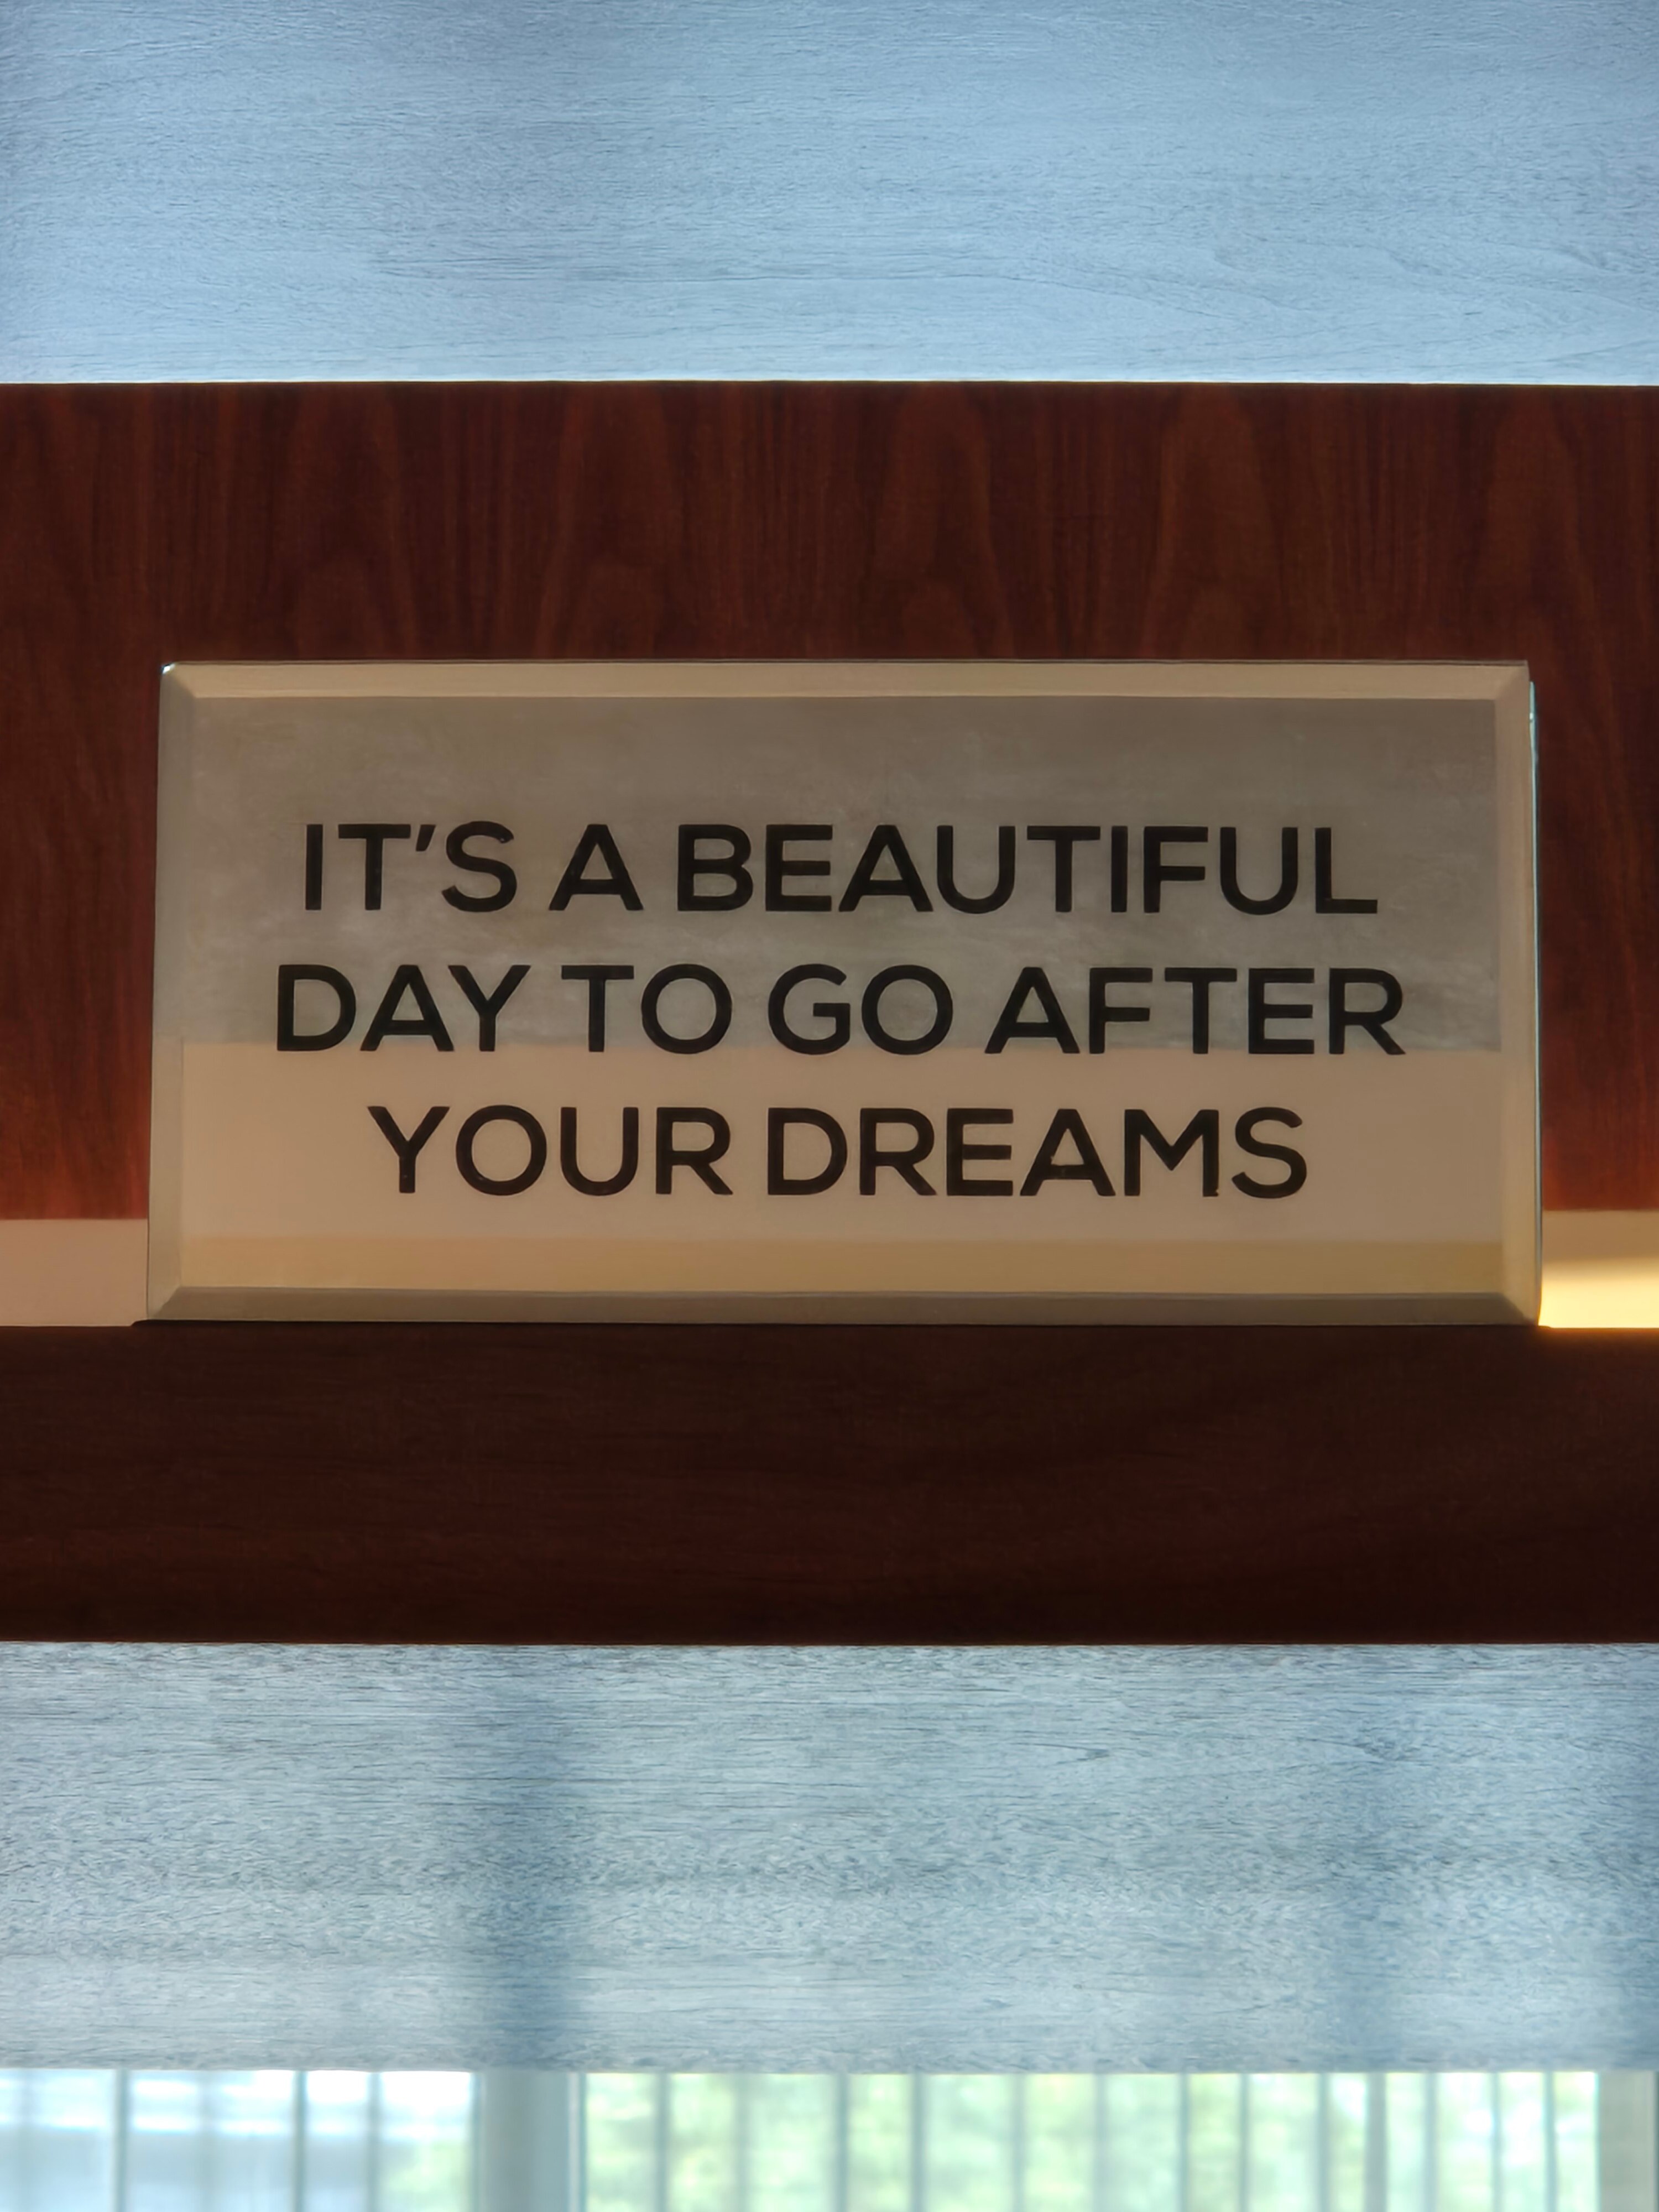 IT'S A BEAUTIFUL
DAY TO GO AFTER
YOUR DREAMS